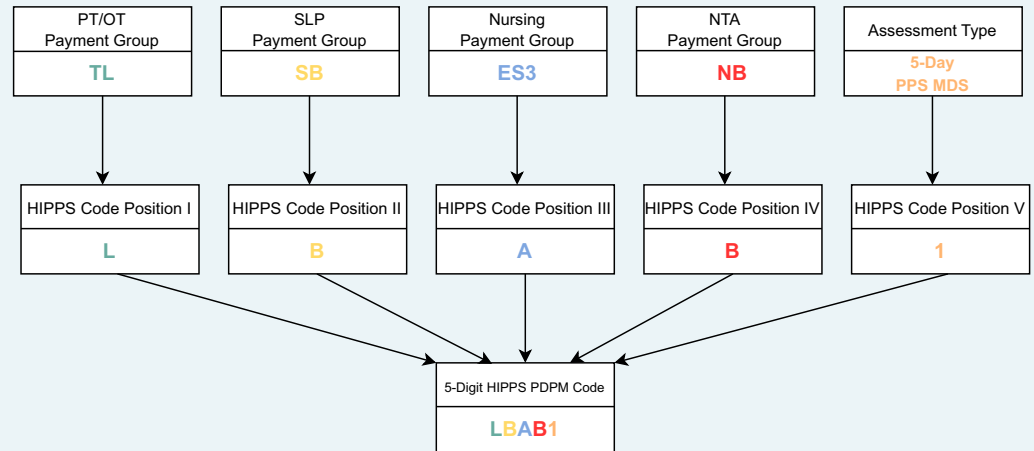 PT/OT
Payment Group
TL
SLP
Payment Group
SB
Nursing
Payment Group
ES3
NTA
Payment Group
NB
Assessment Type
5-Day
PPS MDS
HIPPS Code Position I
L
HIPPS Code Position II
B
HIPPS Code Position III
A
HIPPS Code Position IV
B
HIPPS Code Position V
1
5-Digit HIPPS PDPM Code
LBAB1